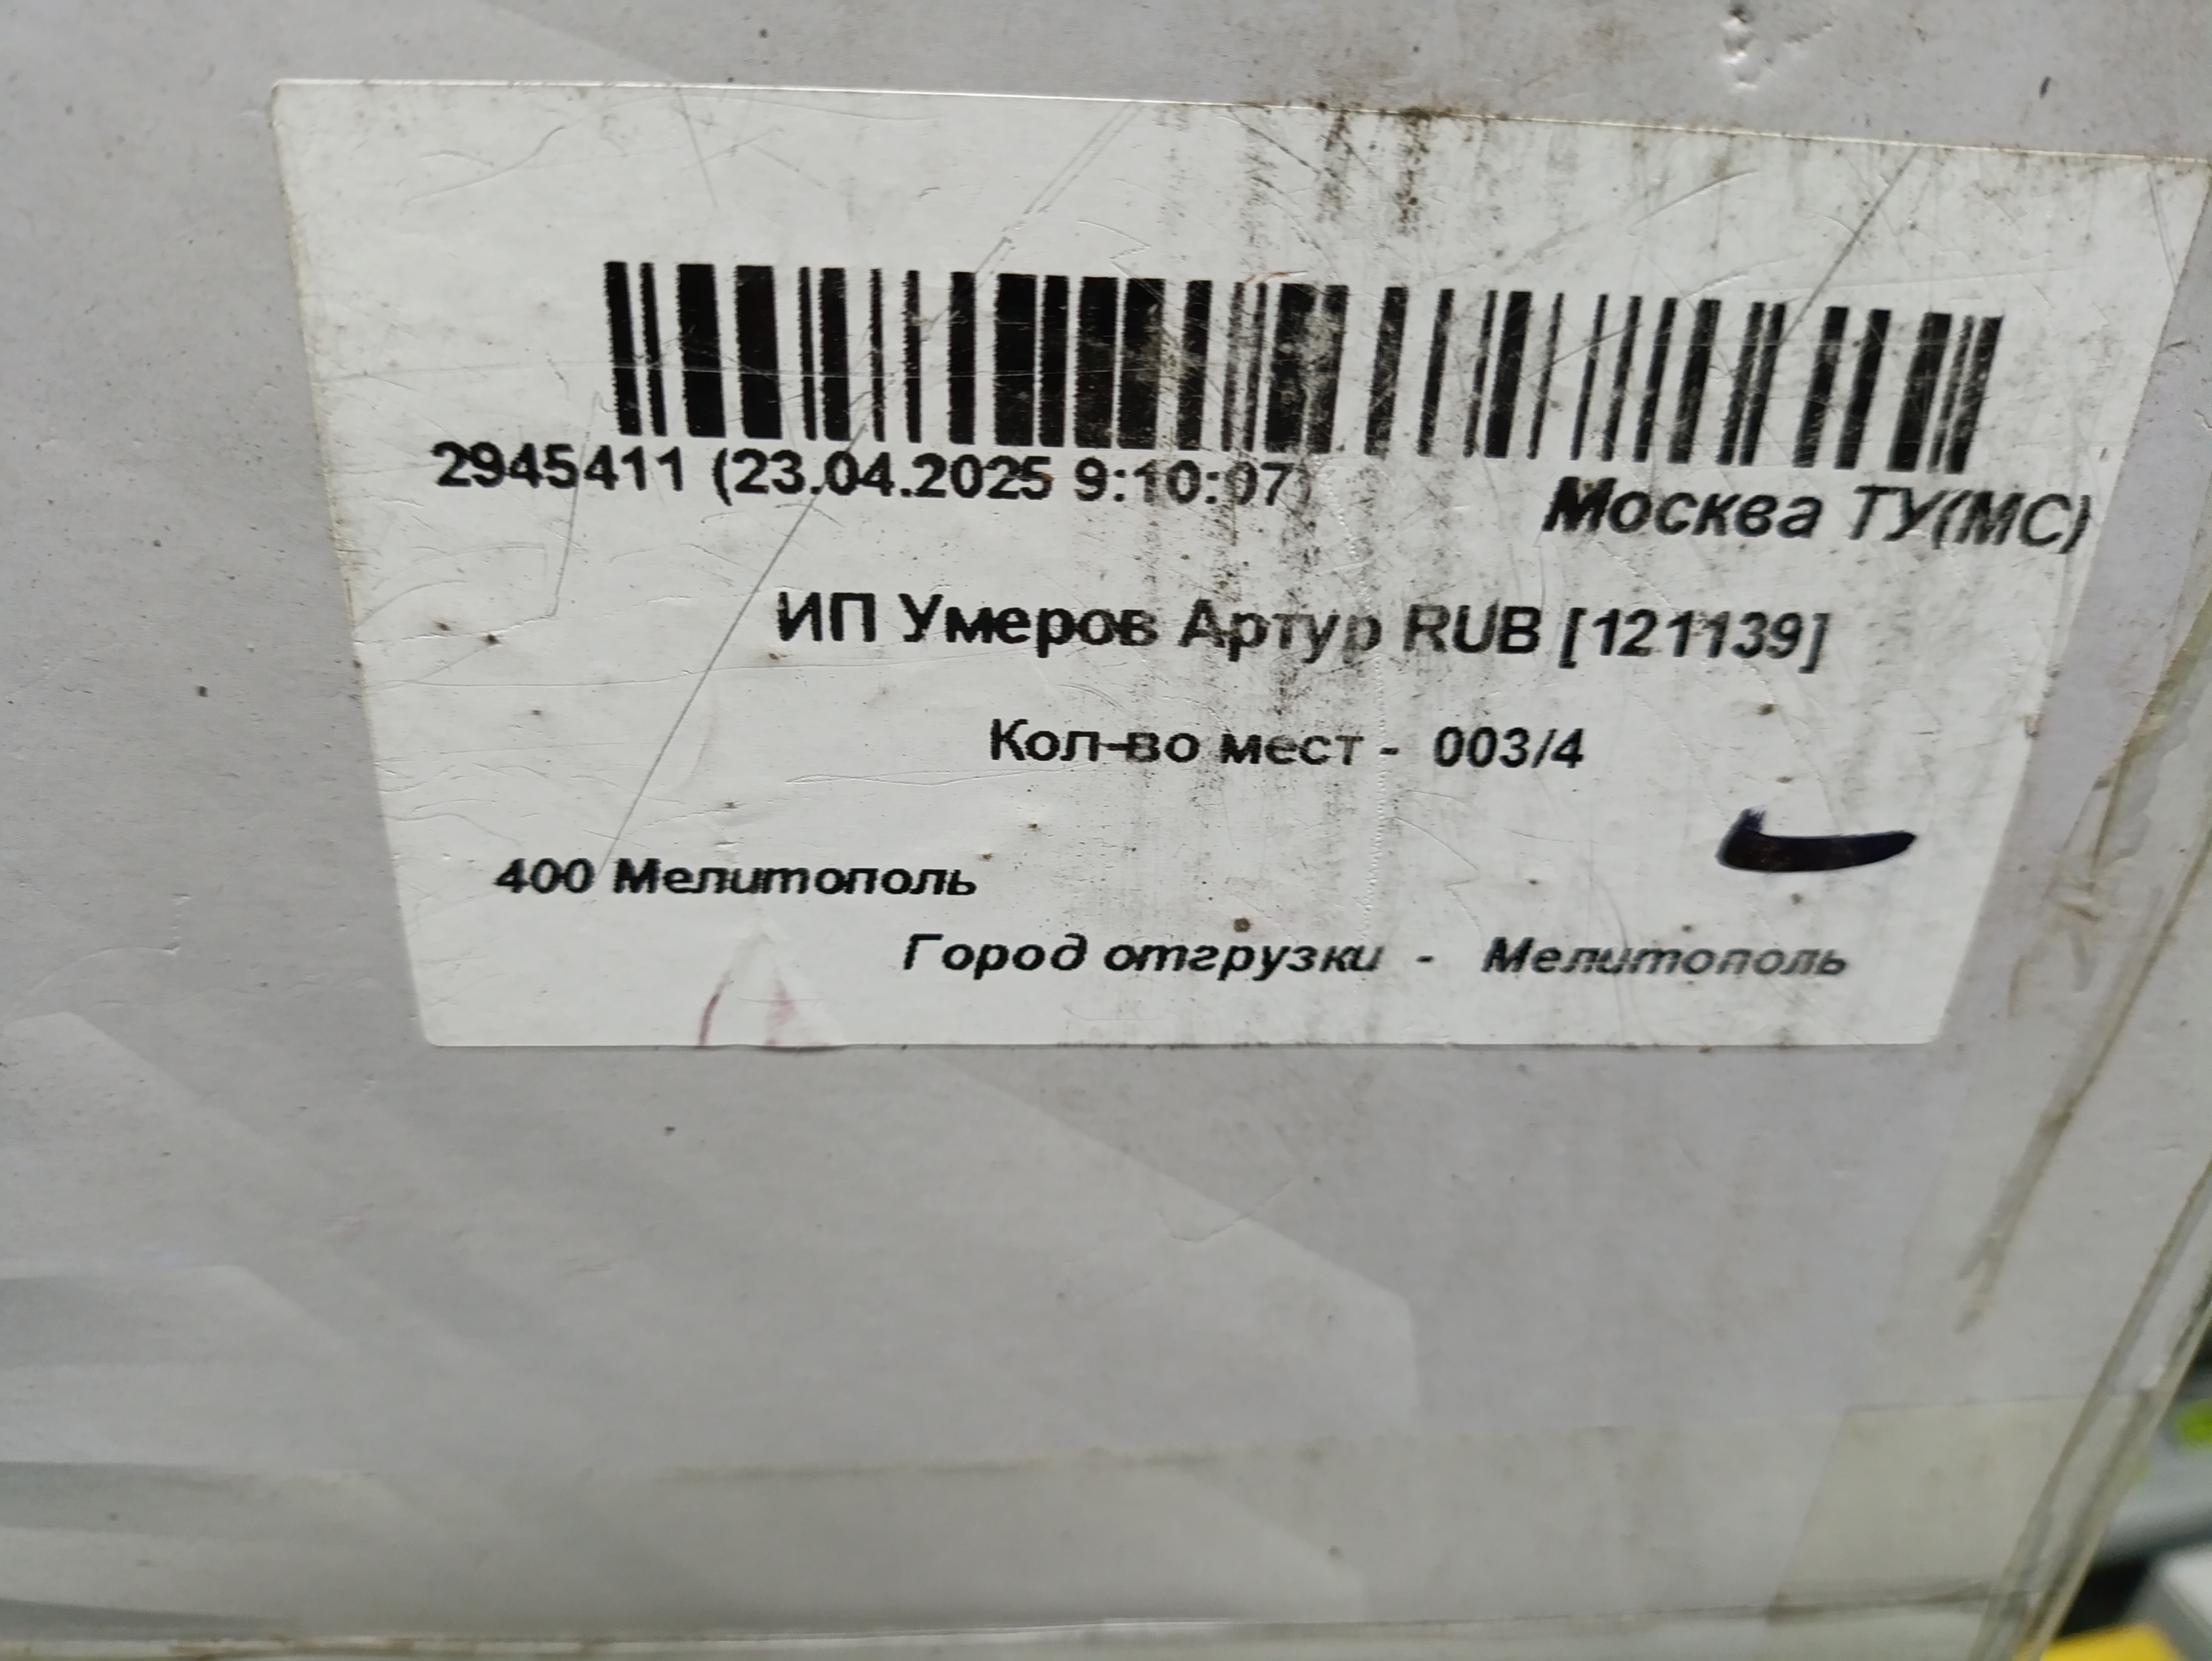 2945411 (23.04.2025 9:10:07)
Москва ТУ(МС)
ИП Умеров Артур RUB [121139]
Кол-во мест - 003/4
400 Мелитополь
Город отгрузки - Мелитополь